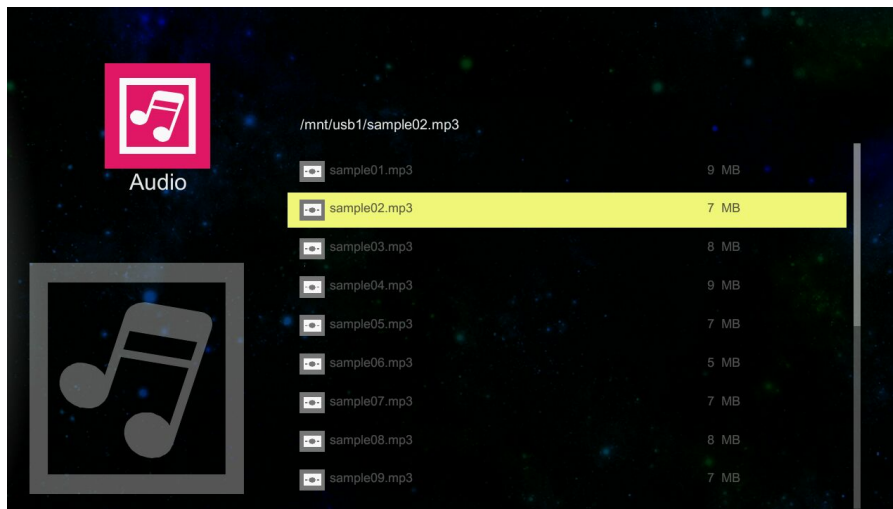 Audio
/mnt/usb1/sample02.mp3
sample01.mp3 9 MB
sample02.mp3 7 MB
sample03.mp3 8 MB
sample04.mp3 9 MB
sample05.mp3 7 MB
sample06.mp3 5 MB
sample07.mp3 7 MB
sample08.mp3 8 MB
sample09.mp3 7 MB